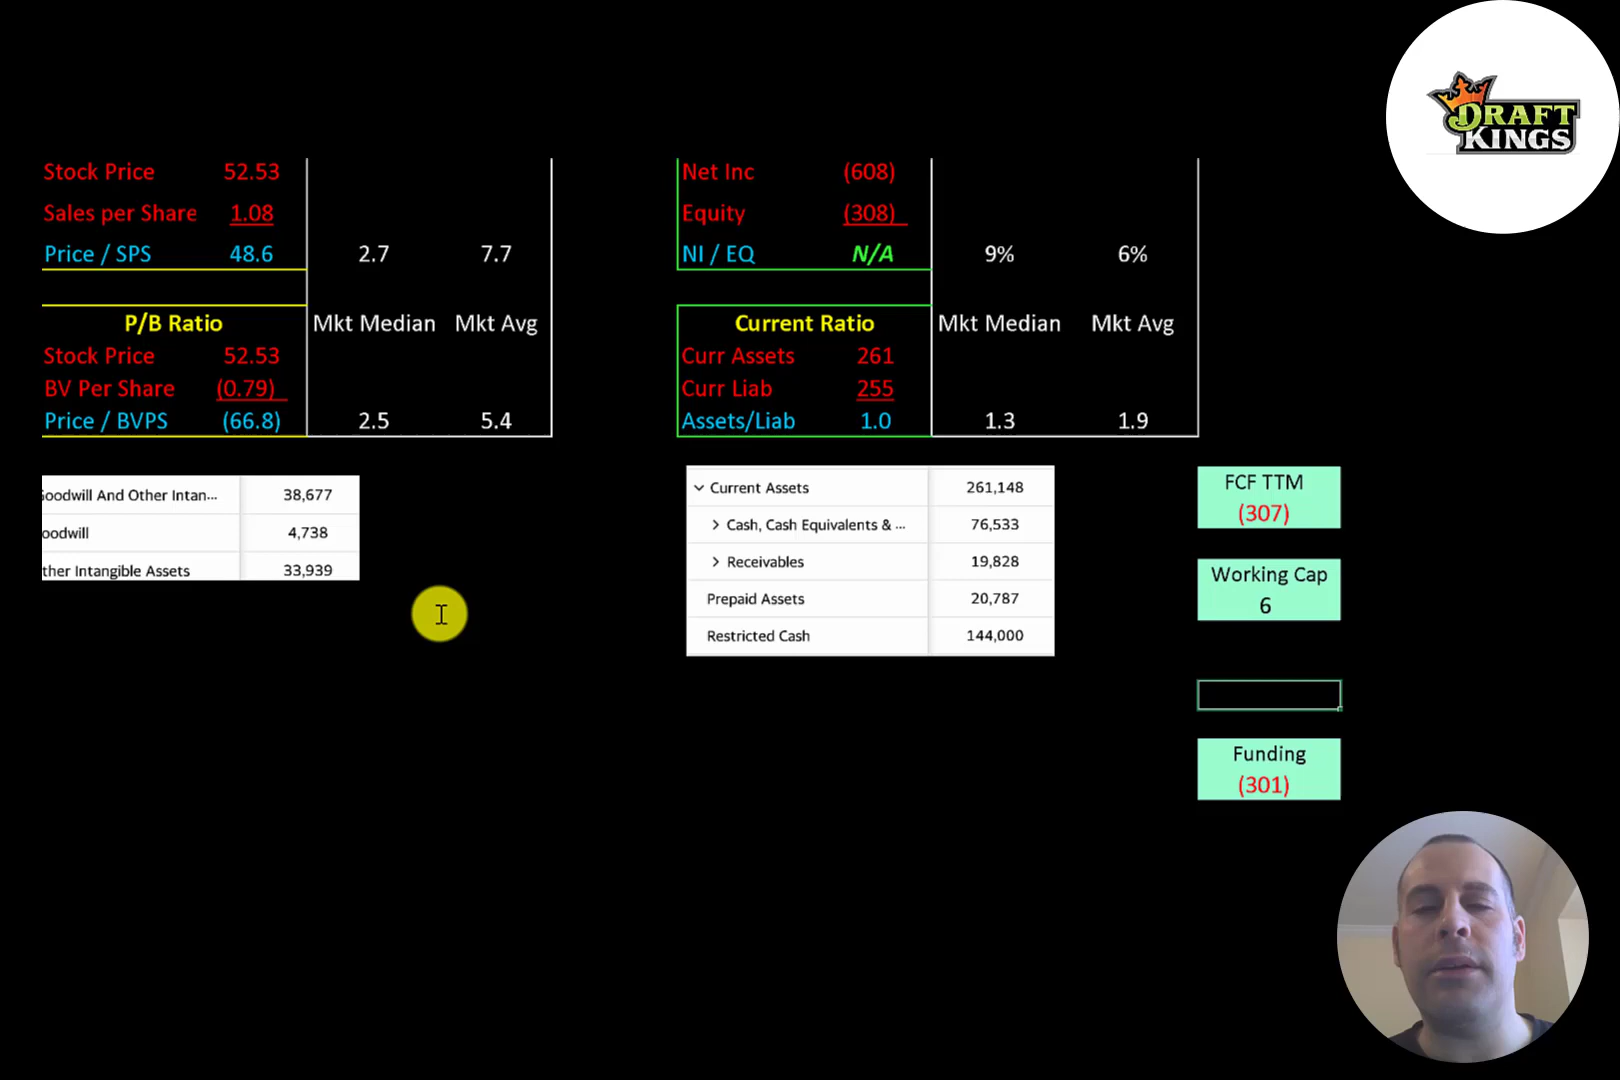 DRAFT
KINGS
Stock Price 52.53
Sales per Share 1.08
Price / SPS 48.6 2.7 7.7
Net Inc (608)
Equity (308)
NI / EQ N/A 9% 6%
P/B Ratio Mkt Median Mkt Avg
Stock Price 52.53
BV Per Share (0.79)
Price / BVPS (66.8) 2.5 5.4
Current Ratio Mkt Median Mkt Avg
Curr Assets 261
Curr Liab 255
Assets/Liab 1.0 1.3 1.9
Goodwill And Other Intan... 38,677
oodwill 4,738
ther Intangible Assets 33,939
Current Assets 261,148
Cash, Cash Equivalents & ... 76,533
Receivables 19,828
Prepaid Assets 20,787
Restricted Cash 144,000
FCF TTM
(307)
Working Cap
6
Funding
(301)